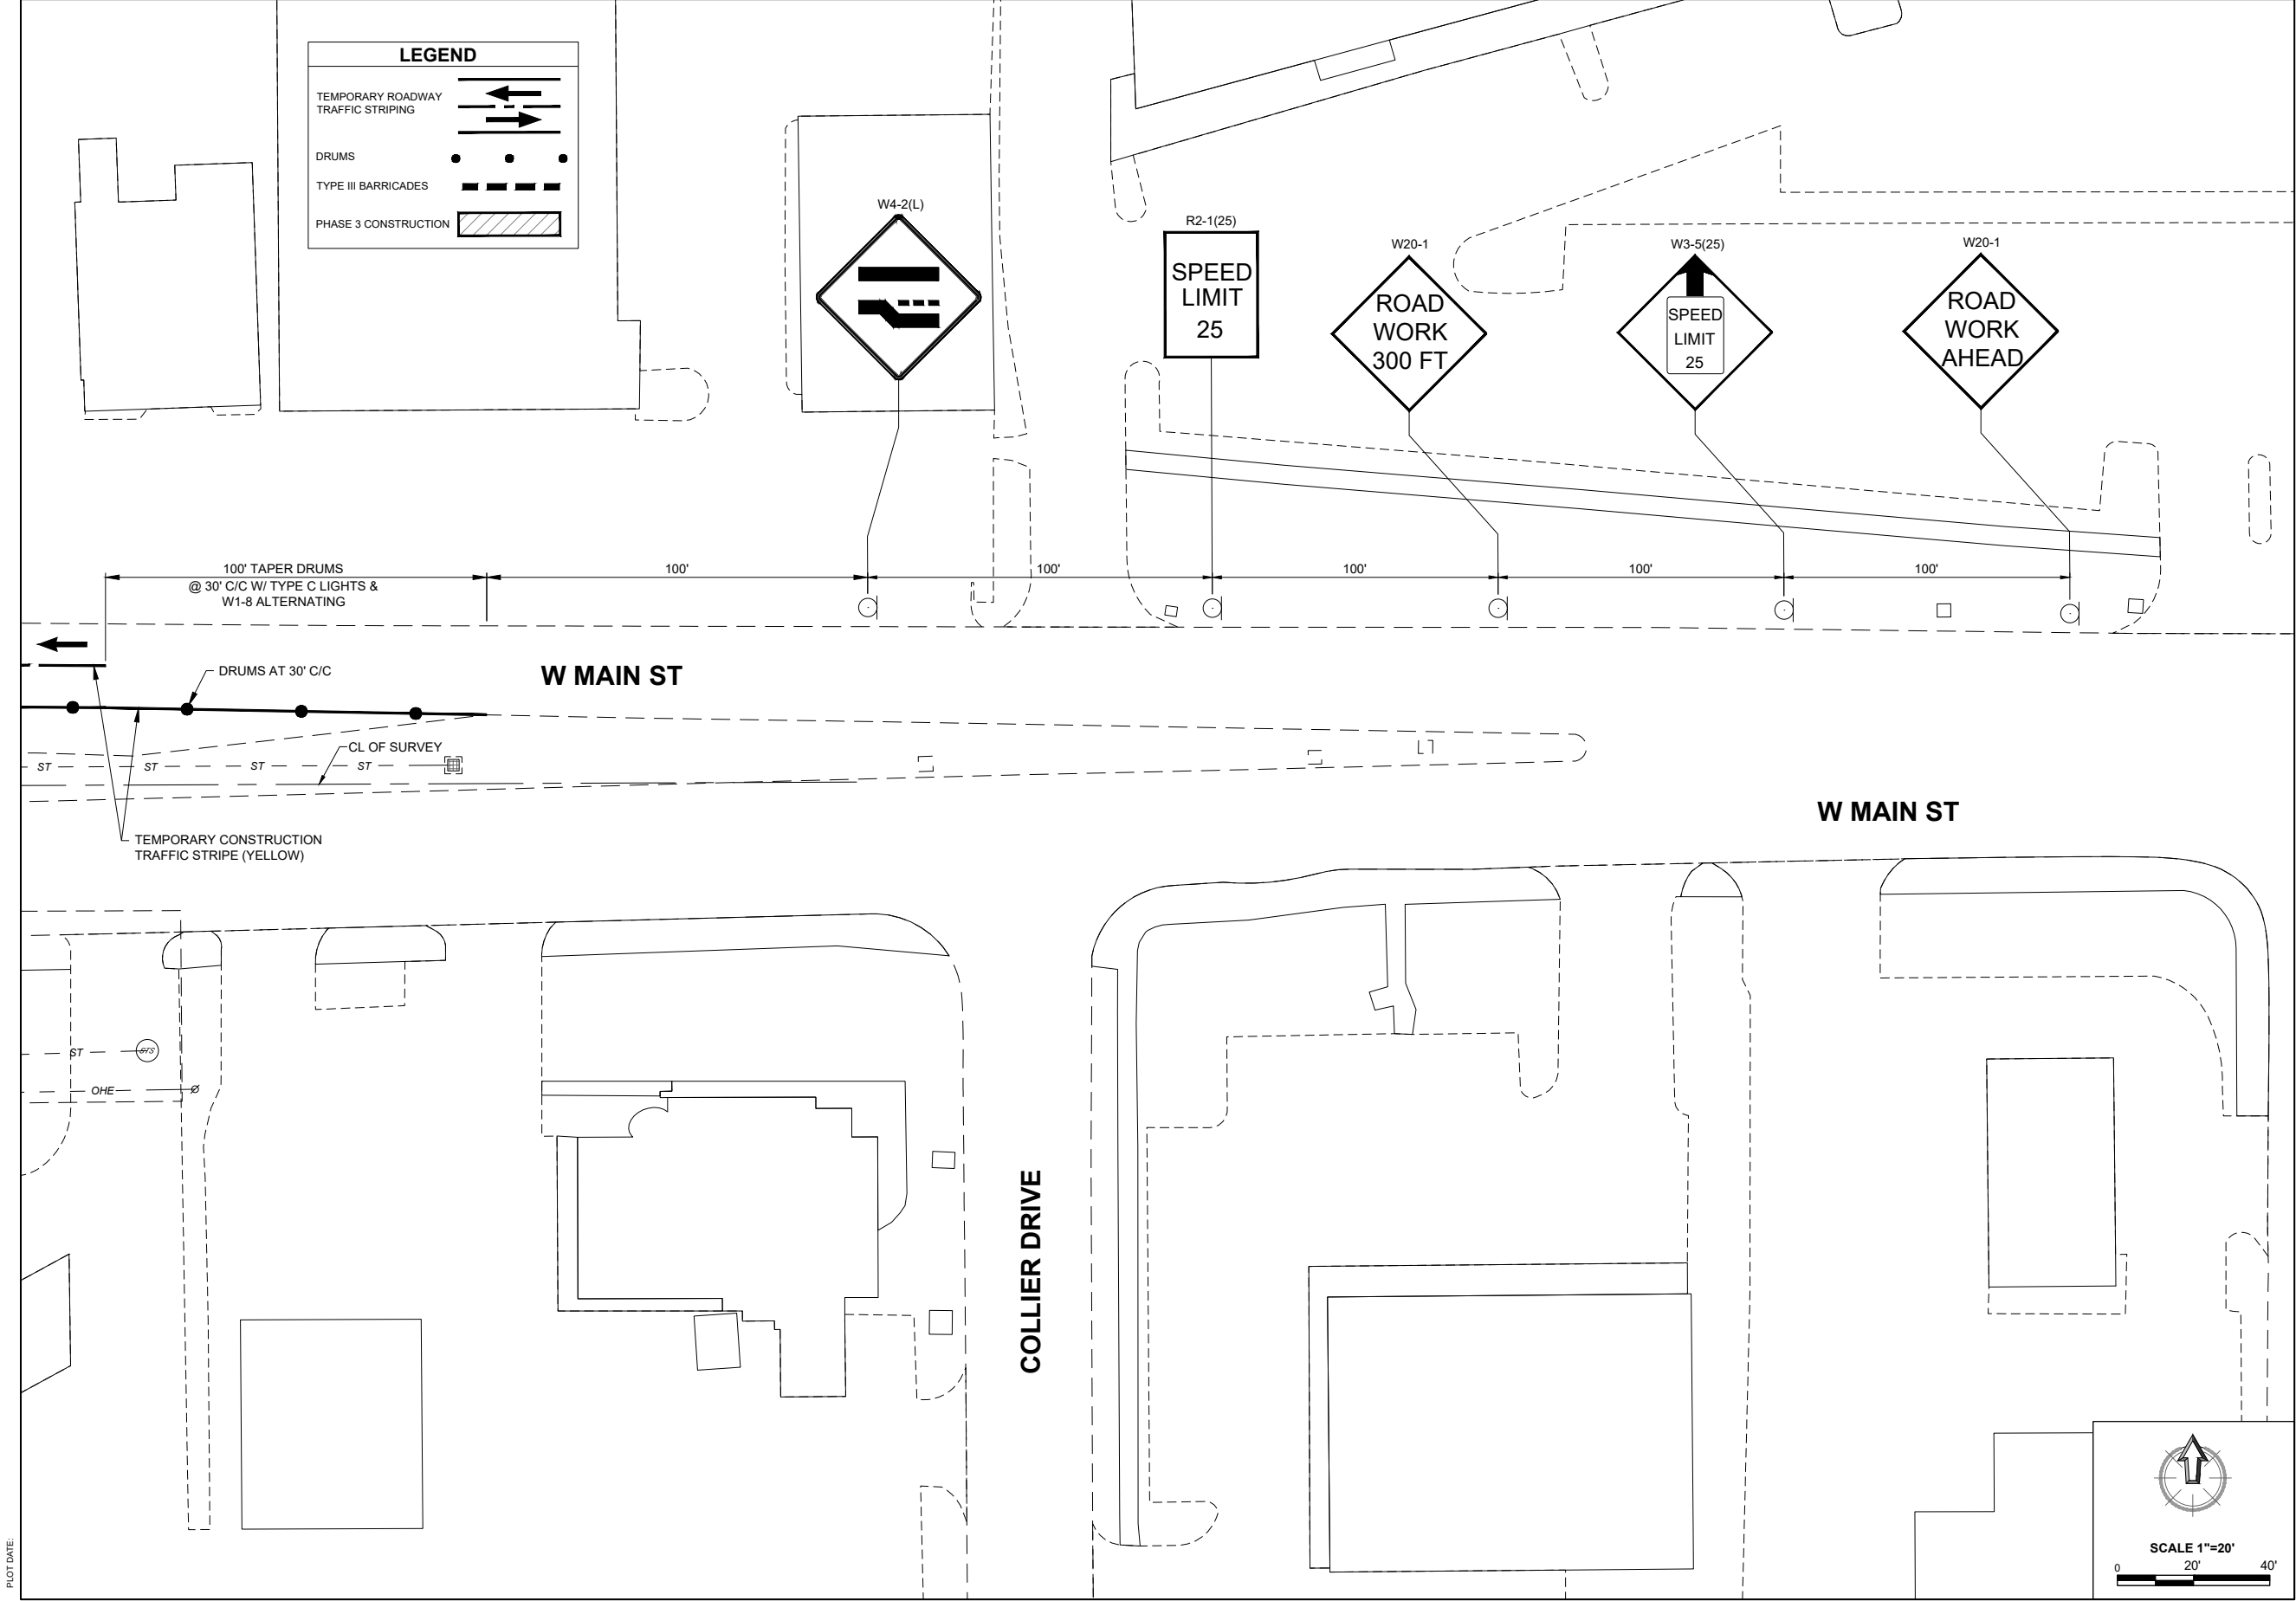 LEGEND
TEMPORARY ROADWAY
TRAFFIC STRIPING
DRUMS
TYPE III BARRICADES
PHASE 3 CONSTRUCTION
W4-2(L)
R2-1(25)
SPEED
LIMIT
25
W20-1
ROAD
WORK
300 FT
W3-5(25)
SPEED
LIMIT
25
W20-1
ROAD
WORK
AHEAD
100' TAPER DRUMS
@ 30' C/C W/ TYPE C LIGHTS &
W1-8 ALTERNATING
100'
100'
100'
100'
100'
DRUMS AT 30' C/C
W MAIN ST
CL OF SURVEY
ST
ST
ST
ST
TEMPORARY CONSTRUCTION
TRAFFIC STRIPE (YELLOW)
W MAIN ST
ST
STS
OHE
COLLIER DRIVE
SCALE 1"=20'
0
20'
40'
PLOT DATE: